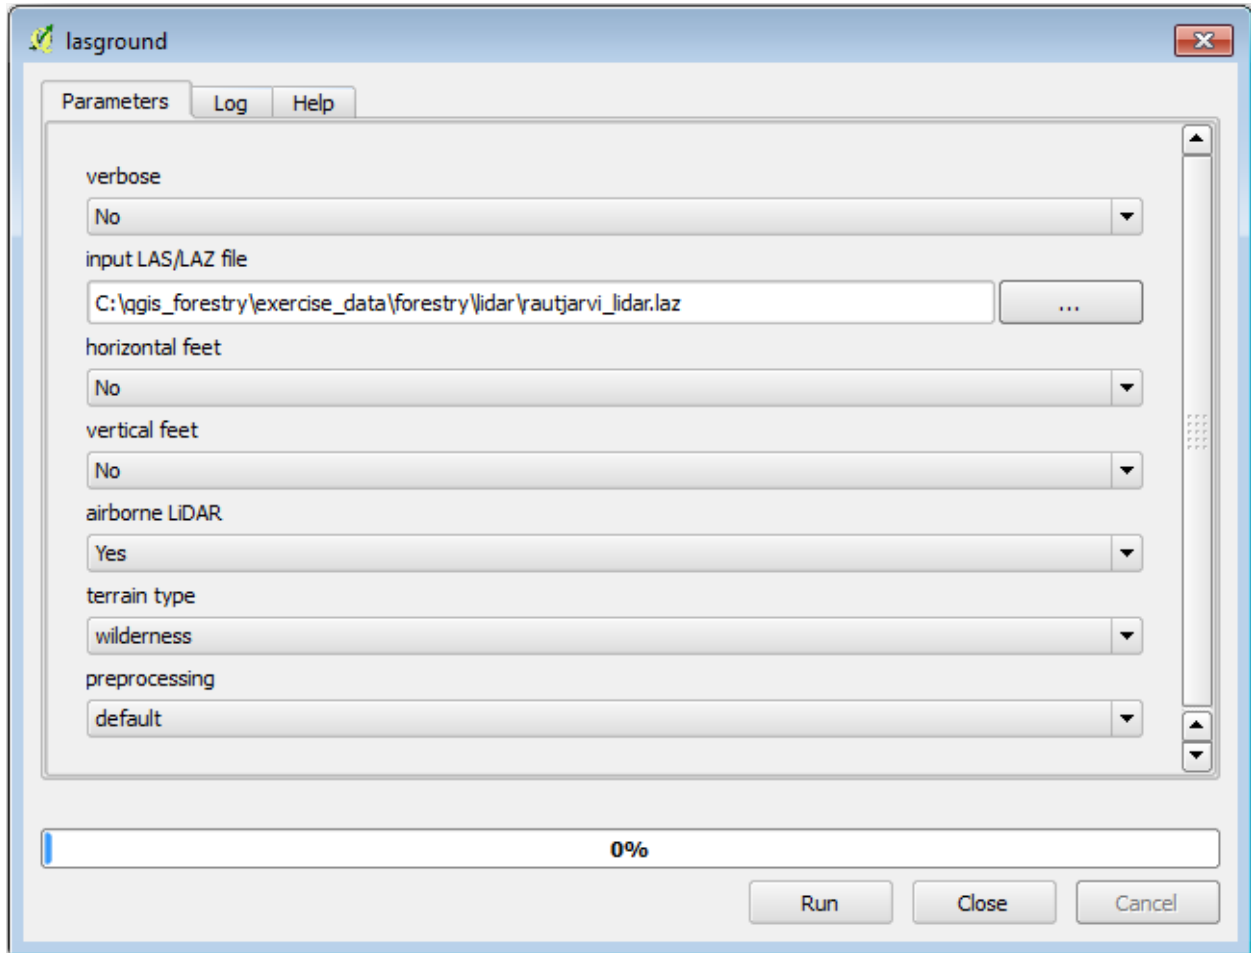 lasground
Parameters Log Help
verbose
No
input LAS/LAZ file
C:\qgis_forestry\exercise_data\forestry\lidar\rautjarvi_lidar.laz ...
horizontal feet
No
vertical feet
No
airborne LiDAR
Yes
terrain type
wilderness
preprocessing
default
0%
Run Close Cancel